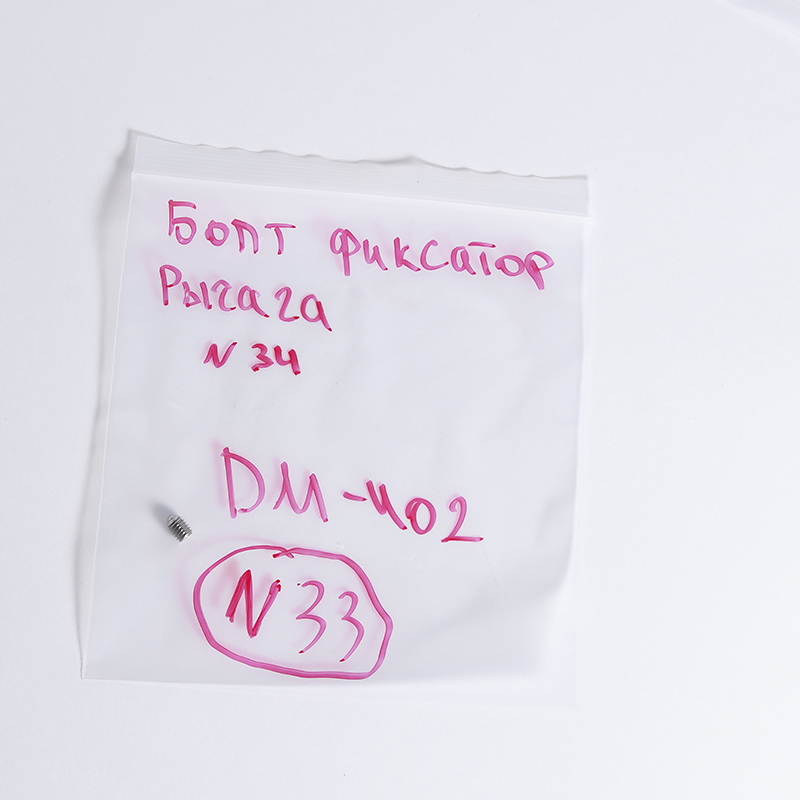 Болт фиксатор
Рычага
N 34
DM-402
N 33